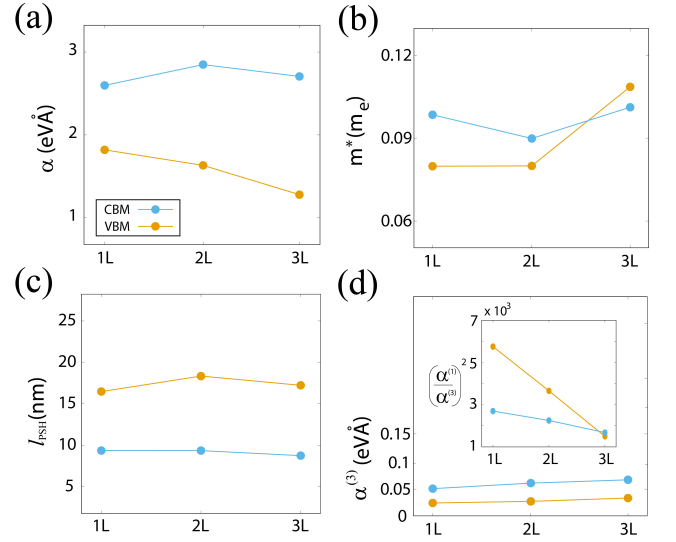 (a)
3
2
1
α (eVÅ)
CBM
VBM
1L 2L 3L
(b)
0.12
0.09
0.06
m*(mₑ)
1L 2L 3L
(c)
25
20
15
10
5
lPSH(nm)
1L 2L 3L
(d)
0.15
0.1
0.05
0
α⁽³⁾ (eVÅ)
1L 2L 3L
x 10³
7
5
3
1
(α⁽¹⁾
α⁽³⁾)²
1L 2L 3L